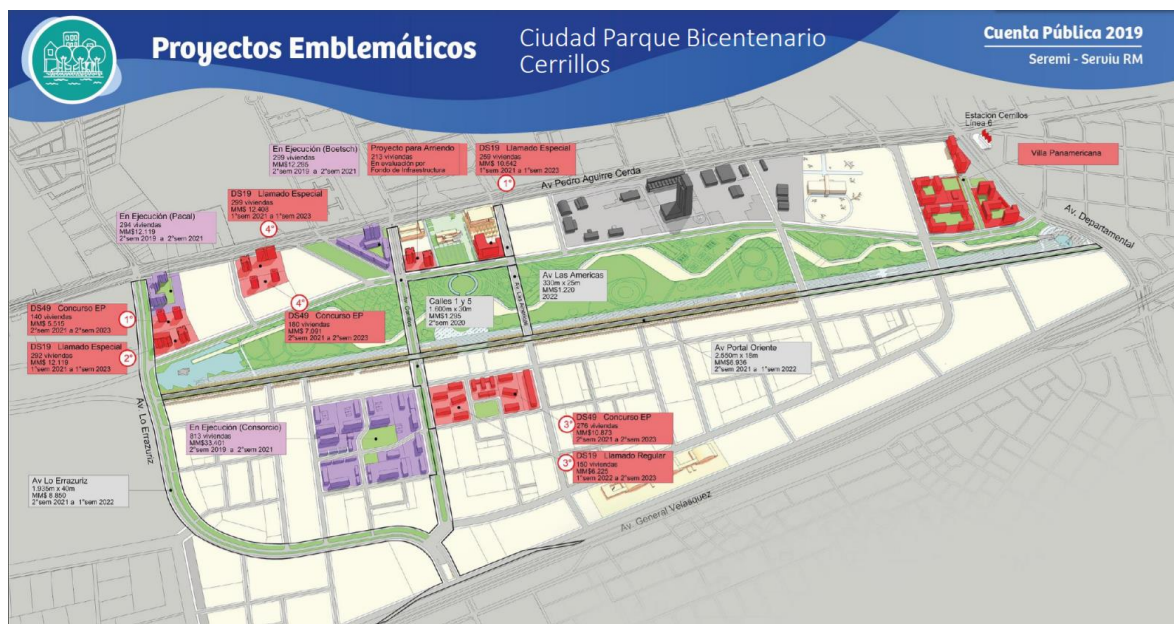 Proyectos Emblemáticos
Ciudad Parque Bicentenario
Cerrillos
Cuenta Pública 2019
Seremi - Serviu RM
Estación Cerrillos
Línea 6
Villa Panamericana
En Ejecución (Boetsch)
299 viviendas
MM$12.295
2°sem 2019 a 2°sem 2021
Proyecto para Arriendo
213 viviendas
En evaluación por
Fondo de Infraestructura
DS19 Llamado Especial
259 viviendas
MM$ 10.642
1°sem 2021 a 1°sem 2023
1°
Av Pedro Aguirre Cerda
DS19 Llamado Especial
299 viviendas
MM$ 12.408
1°sem 2021 a 1°sem 2023
4°
En Ejecución (Pacal)
294 viviendas
MM$12.119
2°sem 2019 a 2°sem 2021
Av. Departamental
DS49 Concurso EP
140 viviendas
MM$ 5.515
2°sem 2021 a 2°sem 2023
1°
DS19 Llamado Especial
292 viviendas
MM$ 12.119
1°sem 2021 a 1°sem 2023
2°
4°
DS49 Concurso EP
180 viviendas
MM$ 7.091
2°sem 2021 a 2°sem 2023
Calles 1 y 5
1.600m x 30m
MM$1.295
2°sem 2020
Av Las Americas
330m x 25m
MM$1.220
2022
Av Las Americas
Av Portal Oriente
2.550m x 18m
MM$6.936
2°sem 2021 a 1°sem 2022
Av. Lo Errazuriz
En Ejecución (Consorcio)
813 viviendas
MM$33.401
2°sem 2019 a 2°sem 2021
3°
DS49 Concurso EP
276 viviendas
MM$10.873
2°sem 2021 a 2°sem 2023
3°
DS19 Llamado Regular
150 viviendas
MM$6.225
1°sem 2022 a 2°sem 2023
Av Lo Errazuriz
1.935m x 40m
MM$ 8.850
2°sem 2021 a 1°sem 2022
Av. General Velasquez